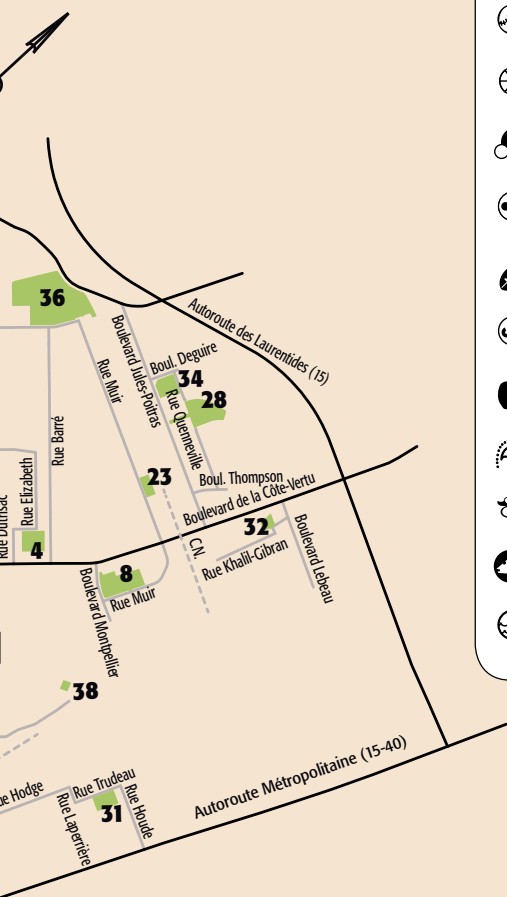 36
Autoroute des Laurentides (15)
Boulevard Jules-Poitras
Boul. Deguire
34
Rue Muir
28
Rue Quenneville
Rue Barré
Rue Elizabeth
23
Boul. Thompson
Boulevard de la Côte-Vertu
32
4
C.N.
Rue Khalil-Gibran
Boulevard Lebeau
8
Rue Muir
Boulevard Montpellier
38
Autoroute Métropolitaine (15-40)
Hodge
Rue Trudeau
31
Rue Houde
Rue Laperrière